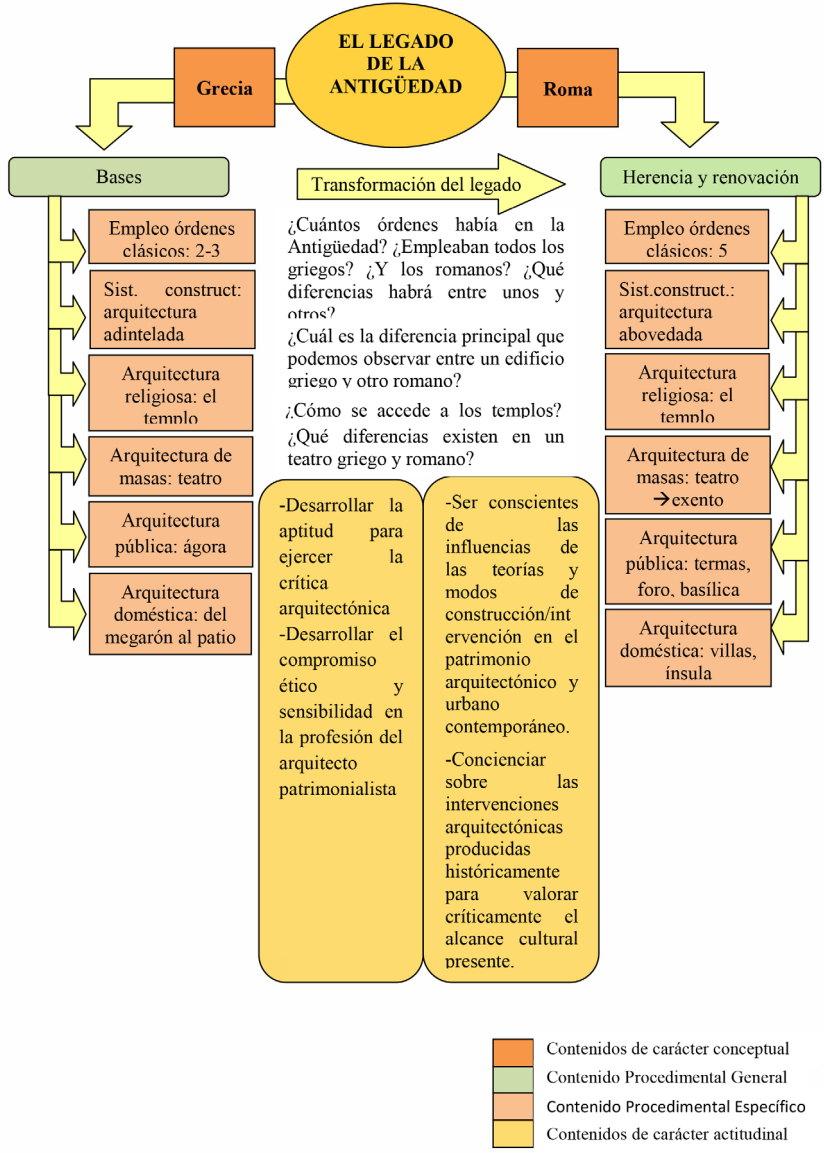 EL LEGADO
DE LA
ANTIGÜEDAD
Grecia
Roma
Bases
Transformación del legado
Herencia y renovación
Empleo órdenes
clásicos: 2-3
Sist. construct:
arquitectura
adintelada
Arquitectura
religiosa: el
templo
Arquitectura de
masas: teatro
Arquitectura
pública: ágora
Arquitectura
doméstica: del
megarón al patio
¿Cuántos órdenes había en la
Antigüedad? ¿Empleaban todos los
griegos? ¿Y los romanos? ¿Qué
diferencias habrá entre unos y
otros?
¿Cuál es la diferencia principal que
podemos observar entre un edificio
griego y otro romano?
¿Cómo se accede a los templos?
¿Qué diferencias existen en un
teatro griego y romano?
-Desarrollar la
aptitud para
ejercer la
crítica
arquitectónica
-Desarrollar el
compromiso
ético y
sensibilidad en
la profesión del
arquitecto
patrimonialista
-Ser conscientes
de las
influencias de
las teorías y
modos de
construcción/int
ervención en el
patrimonio
arquitectónico y
urbano
contemporáneo.
-Concienciar
sobre las
intervenciones
arquitectónicas
producidas
históricamente
para valorar
críticamente el
alcance cultural
presente.
Empleo órdenes
clásicos: 5
Sist.construct.:
arquitectura
abovedada
Arquitectura
religiosa: el
templo
Arquitectura de
masas: teatro
→exento
Arquitectura
pública: termas,
foro, basílica
Arquitectura
doméstica: villas,
ínsula
Contenidos de carácter conceptual
Contenido Procedimental General
Contenido Procedimental Específico
Contenidos de carácter actitudinal